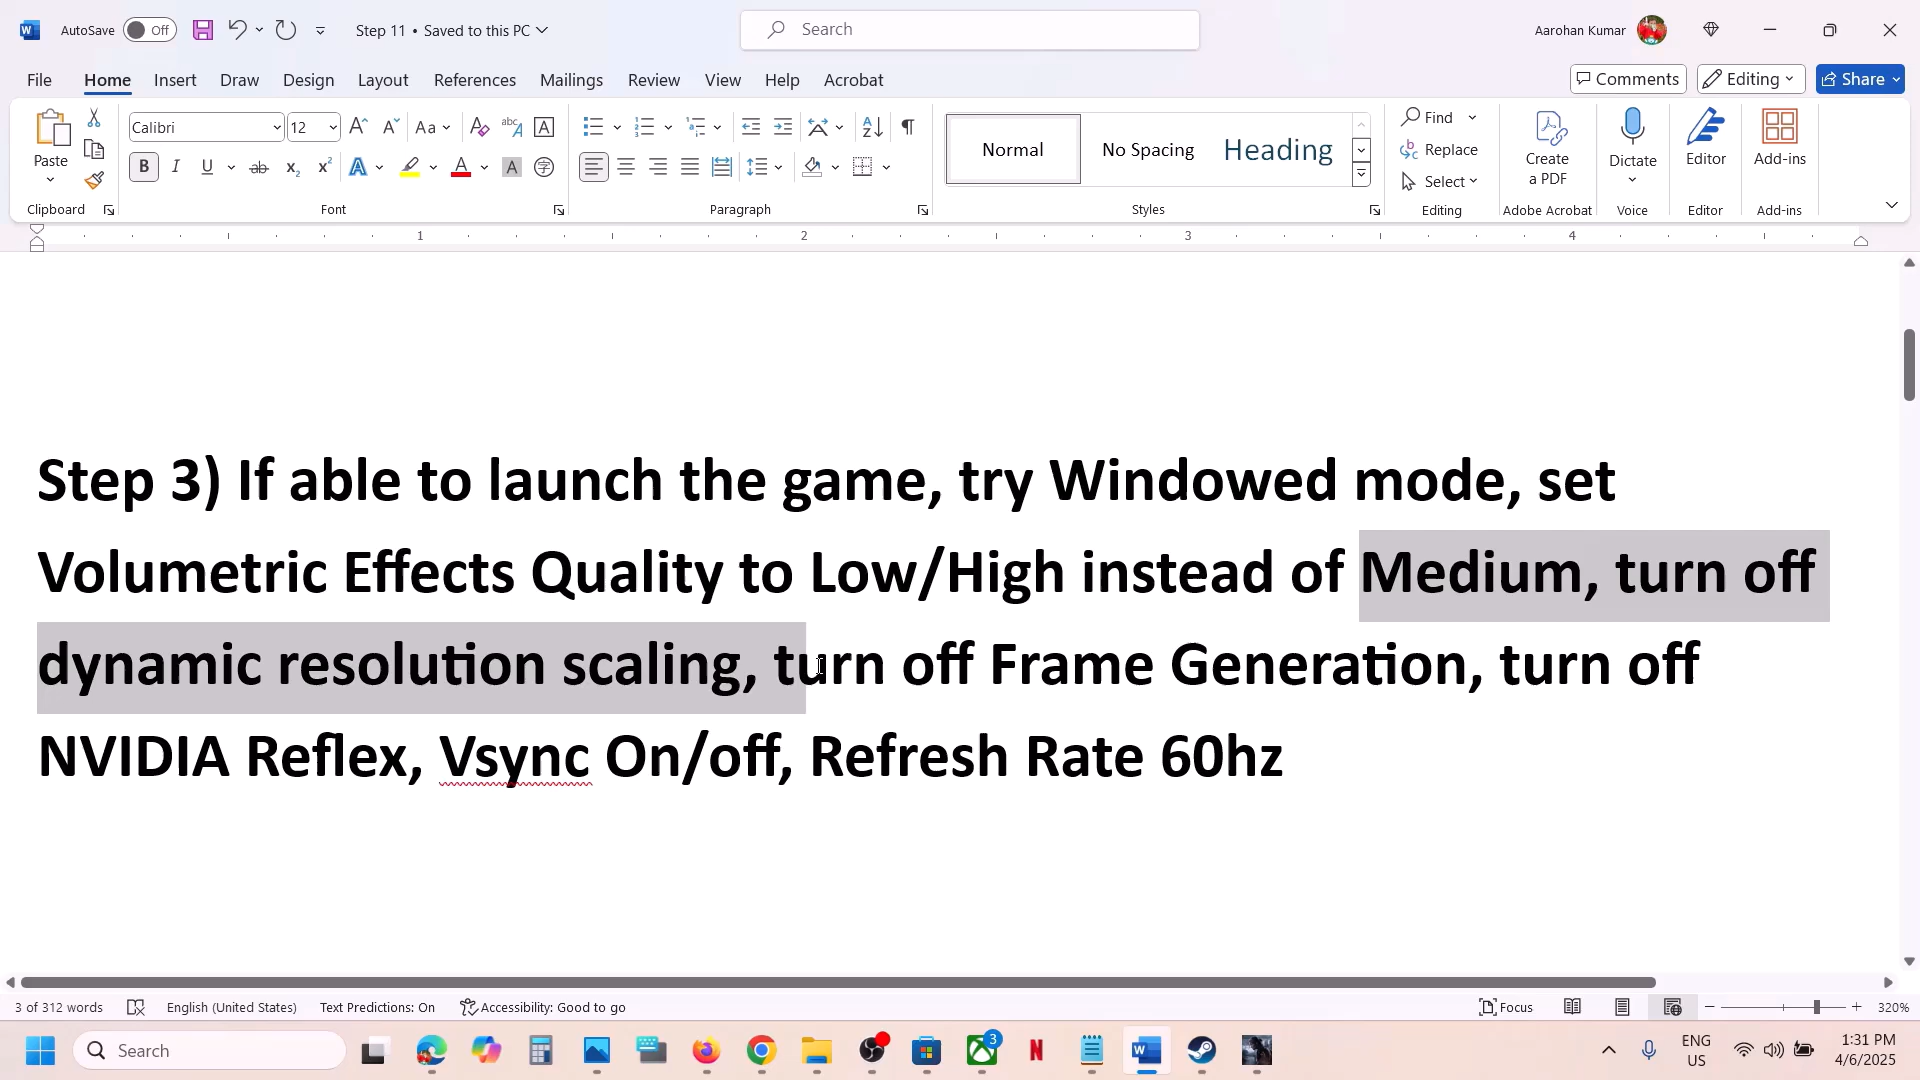 AutoSave Off Step 11 • Saved to this PC Search Aarohan Kumar
File Home Insert Draw Design Layout References Mailings Review View Help Acrobat Comments Editing Share
Paste Calibri 12 Aa Normal No Spacing Heading Find Replace Select Create a PDF Dictate Editor Add-ins
Clipboard Font Paragraph Styles Editing Adobe Acrobat Voice Editor Add-ins
1 2 3 4
Step 3) If able to launch the game, try Windowed mode, set
Volumetric Effects Quality to Low/High instead of Medium, turn off
dynamic resolution scaling, turn off Frame Generation, turn off
NVIDIA Reflex, Vsync On/off, Refresh Rate 60hz
3 of 312 words English (United States) Text Predictions: On Accessibility: Good to go Focus 320%
Search 3 ENG US 1:31 PM 4/6/2025